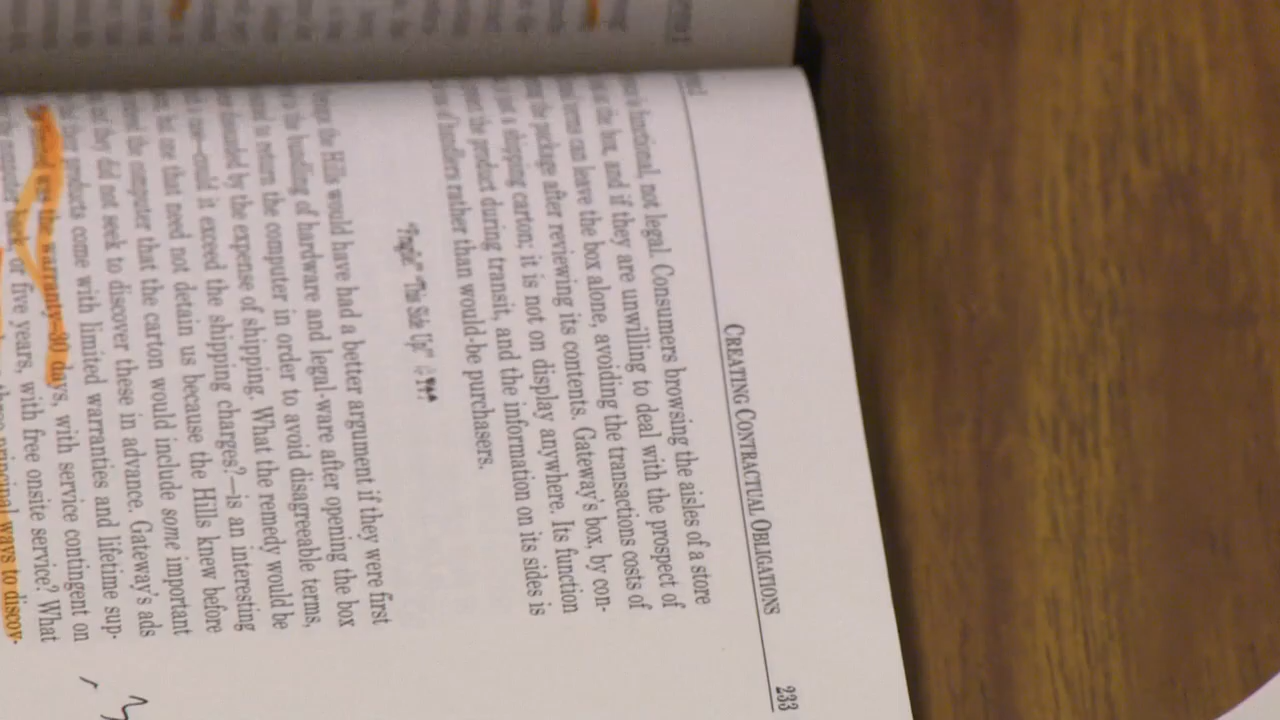 CREATING CONTRACTUAL OBLIGATIONS 233
functional, not legal. Consumers browsing the aisles of a store
the box, and if they are unwilling to deal with the prospect of
terms can leave the box alone, avoiding the transactions costs of
the package after reviewing its contents. Gateway's box, by con-
a shipping carton; it is not on display anywhere. Its function
the product during transit, and the information on its sides is
of handlers rather than would-be purchasers.
"This Side Up!"
the Hills would have had a better argument if they were first
the bundling of hardware and legal-ware after opening the box
to return the computer in order to avoid disagreeable terms,
by the expense of shipping. What the remedy would be
could it exceed the shipping charges?—is an interesting
one that need not detain us because the Hills knew before
the computer that the carton would include some important
they did not seek to discover these in advance. Gateway's ads
products come with limited warranties and lifetime sup-
the warranty—30 days, with service contingent on
or five years, with free onsite service? What
three principal ways to discov-